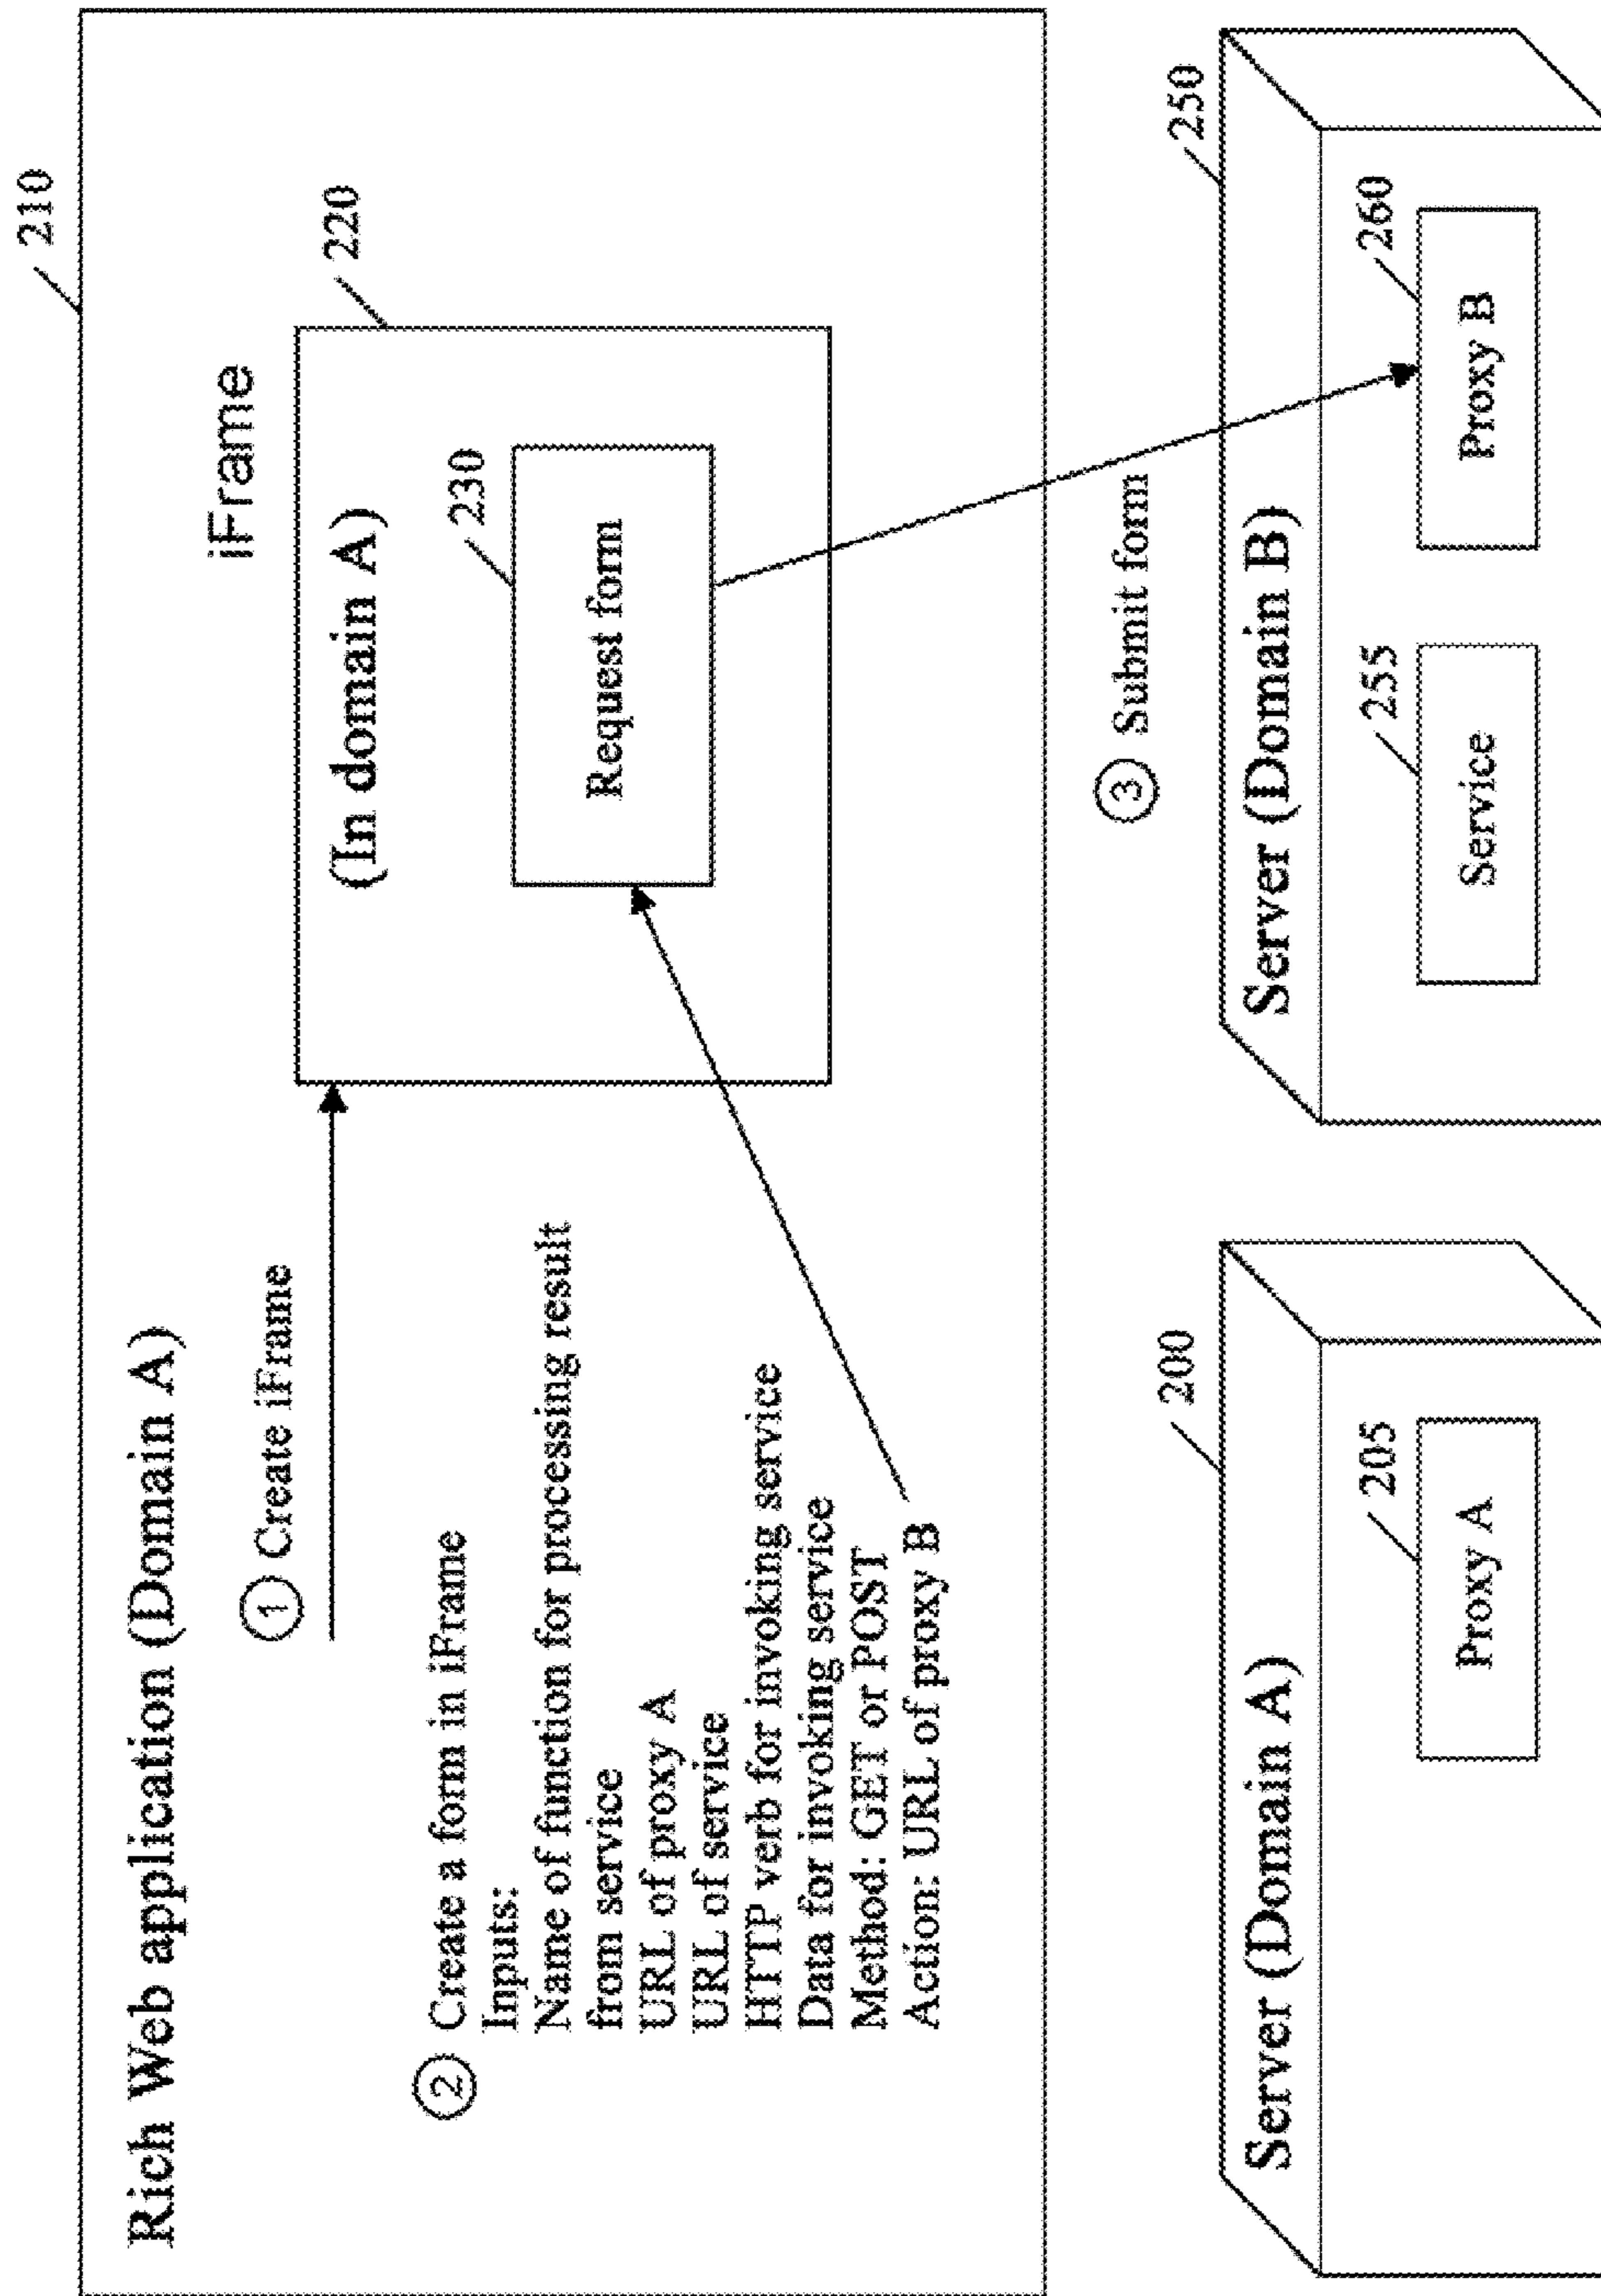 210
Rich Web application (Domain A)
iFrame
① Create iFrame
220
(In domain A)
② Create a form in iFrame
Inputs:
Name of function for processing result
from service
URL of proxy A
URL of service
HTTP verb for invoking service
Data for invoking service
Method: GET or POST
Action: URL of proxy B
230
Request form
③ Submit form
200
Server (Domain A)
205
Proxy A
250
Server (Domain B)
255
Service
260
Proxy B